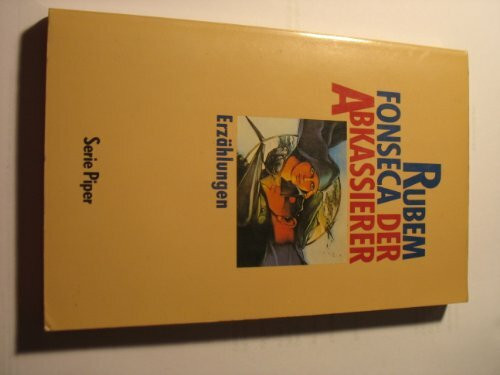 RUBEM
FONSECA DER
ABKASSIERER
Erzählungen
Serie Piper